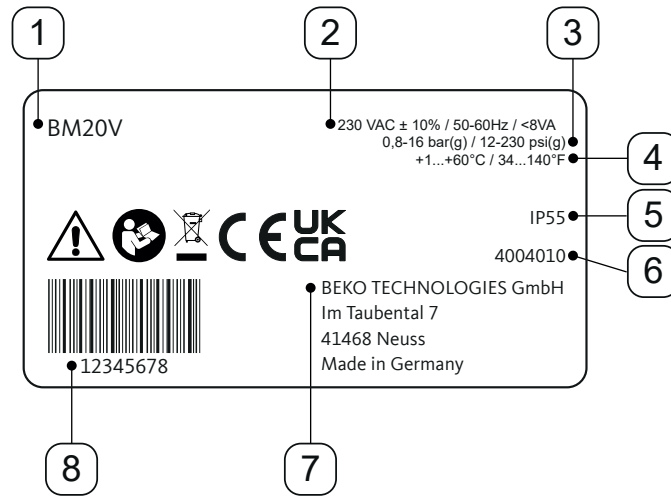 1
2
3
BM20V
230 VAC ± 10% / 50-60Hz / <8VA
0,8-16 bar(g) / 12-230 psi(g)
+1...+60°C / 34...140°F
4
IP55
5
CE UK CA
4004010
6
BEKO TECHNOLOGIES GmbH
Im Taubental 7
41468 Neuss
Made in Germany
12345678
8
7